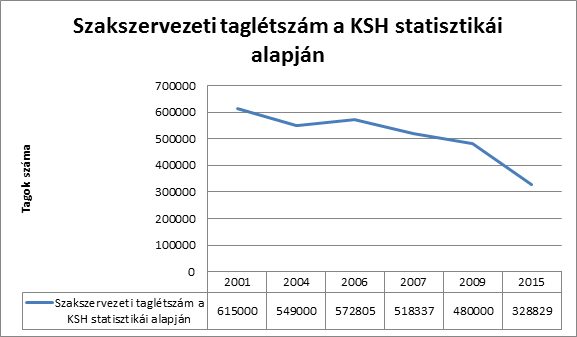 Szakszervezeti taglétszám a KSH statisztikái
alapján
Tagok száma
700000
600000
500000
400000
300000
200000
100000
0
2001 2004 2006 2007 2009 2015
Szakszervezeti taglétszám a
KSH statisztikái alapján
615000 549000 572805 518337 480000 328829